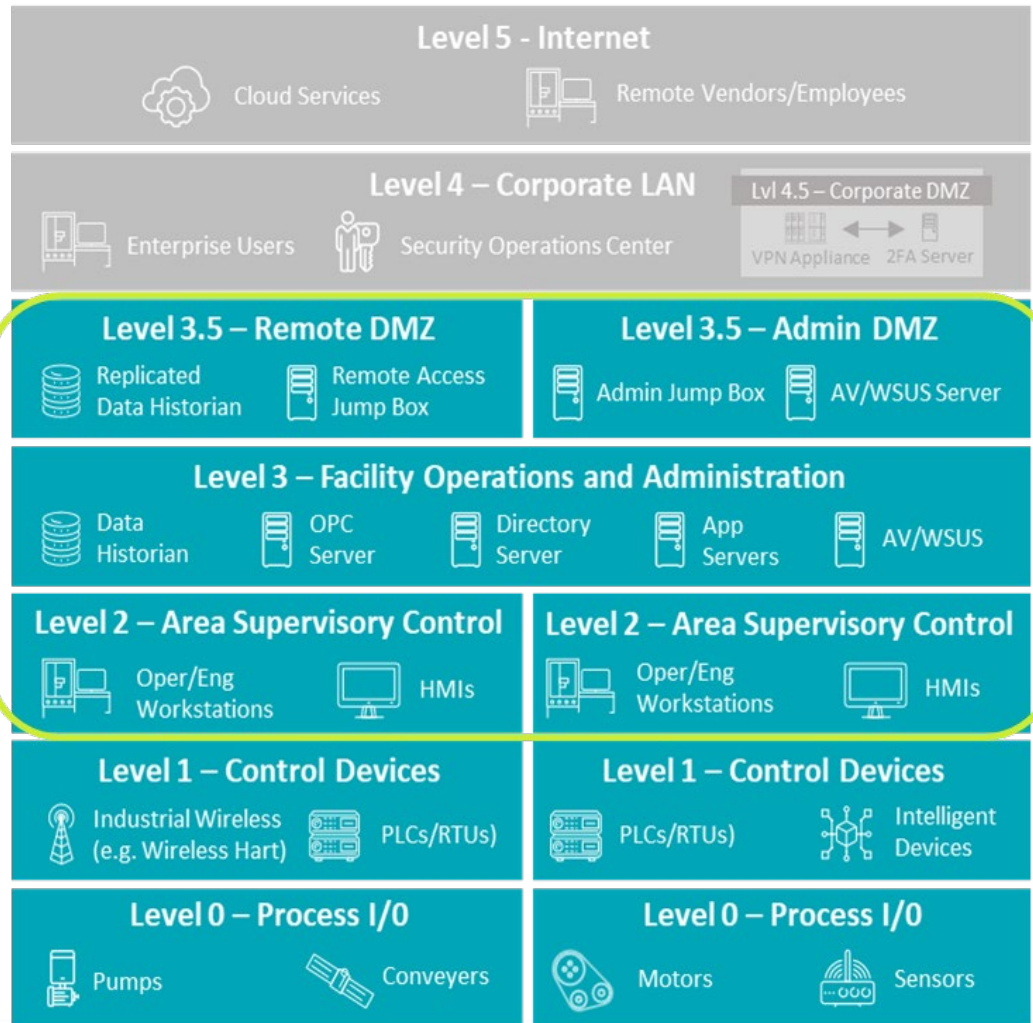 Level 5 - Internet
Cloud Services
Remote Vendors/Employees
Level 4 – Corporate LAN
Enterprise Users
Security Operations Center
Lvl 4.5 – Corporate DMZ
VPN Appliance
2FA Server
Level 3.5 – Remote DMZ
Replicated
Data Historian
Remote Access
Jump Box
Level 3.5 – Admin DMZ
Admin Jump Box
AV/WSUS Server
Level 3 – Facility Operations and Administration
Data
Historian
OPC
Server
Directory
Server
App
Servers
AV/WSUS
Level 2 – Area Supervisory Control
Oper/Eng
Workstations
HMIs
Level 2 – Area Supervisory Control
Oper/Eng
Workstations
HMIs
Level 1 – Control Devices
Industrial Wireless
(e.g. Wireless Hart)
PLCs/RTUs)
Level 1 – Control Devices
PLCs/RTUs)
Intelligent
Devices
Level 0 – Process I/0
Pumps
Conveyers
Level 0 – Process I/0
Motors
Sensors